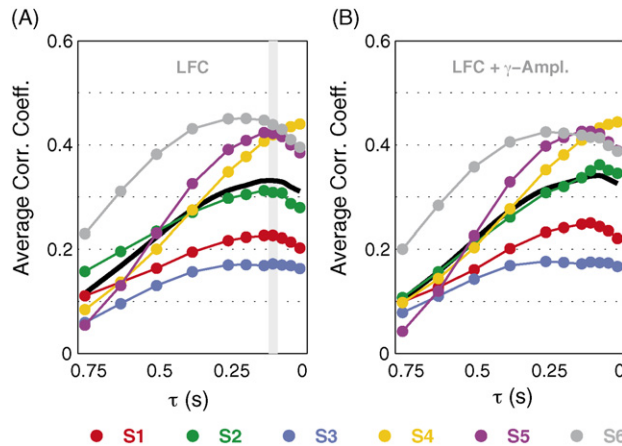 (A)
Average Corr. Coeff.
0.6
0.4
0.2
0
LFC
0.75
0.5
0.25
0
τ (s)
(B)
Average Corr. Coeff.
0.6
0.4
0.2
0
LFC + γ-Ampl.
0.75
0.5
0.25
0
τ (s)
S1 S2 S3 S4 S5 S6